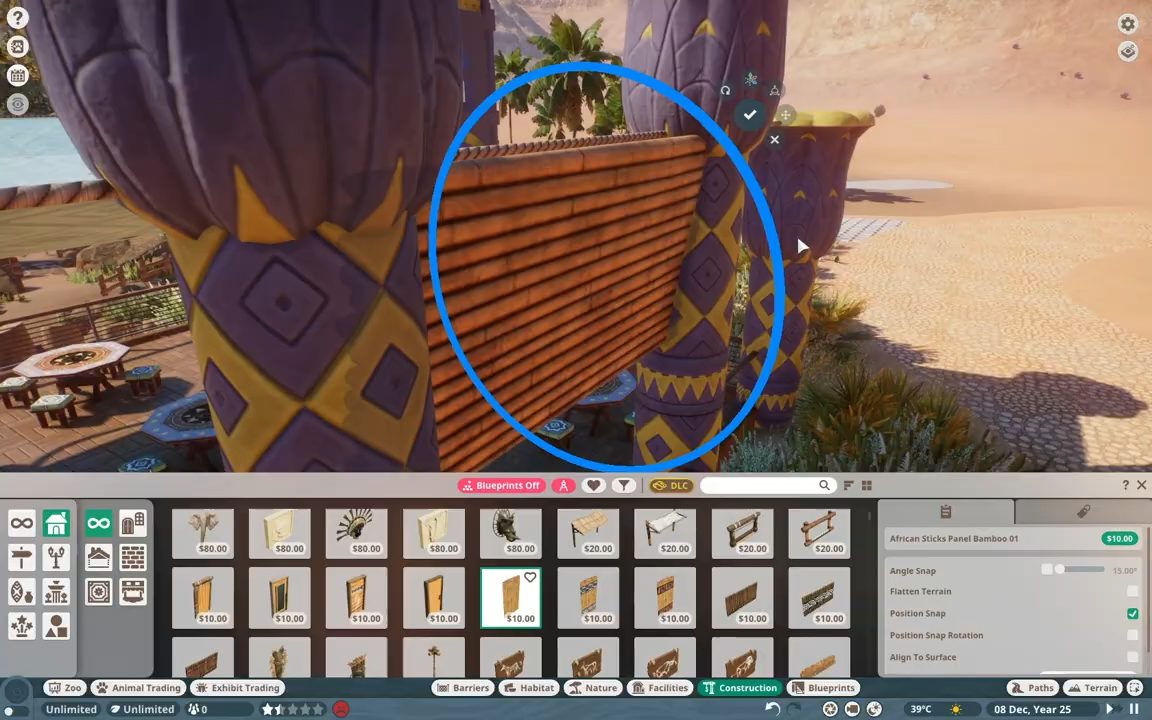 ?
Blueprints Off
DLC
?
$80.00
$80.00
$80.00
$80.00
$80.00
$20.00
$20.00
$20.00
$20.00
$10.00
$10.00
$10.00
$10.00
$10.00
$10.00
$10.00
$10.00
African Sticks Panel Bamboo 01
$10.00
Angle Snap
15.00°
Flatten Terrain
Position Snap
Position Snap Rotation
Align To Surface
Zoo
Animal Trading
Exhibit Trading
Barriers
Habitat
Nature
Facilities
Construction
Blueprints
Paths
Terrain
Unlimited
Unlimited
0
39°C
08 Dec, Year 25